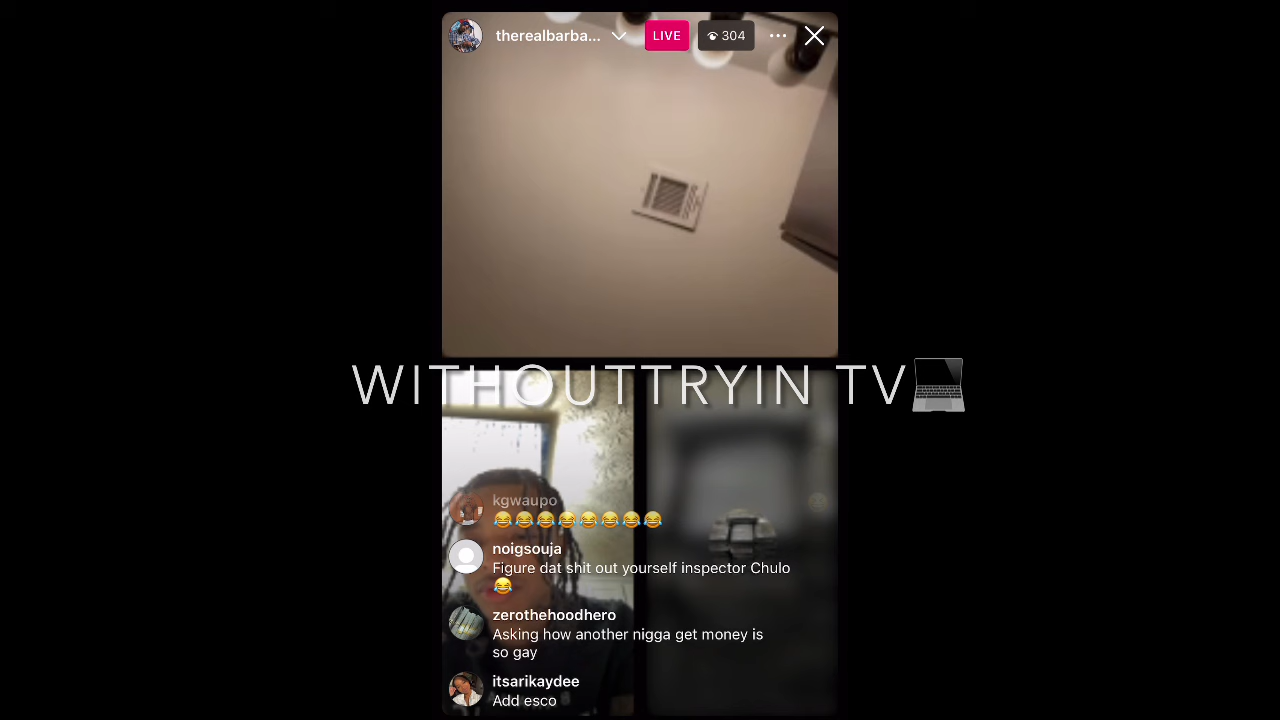 therealbarba...
LIVE
304
WITHOUTTRYIN TV💻
kgwaupo
😂😂😂😂😂😂😂😂
noigsouja
Figure dat shit out yourself inspector Chulo
😂
zerothehoodhero
Asking how another nigga get money is
so gay
itsarikaydee
Add esco